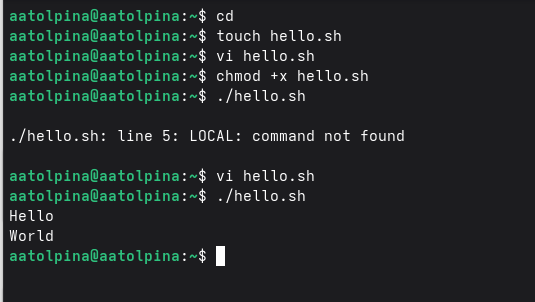 aatolpina@aatolpina:~$ cd
aatolpina@aatolpina:~$ touch hello.sh
aatolpina@aatolpina:~$ vi hello.sh
aatolpina@aatolpina:~$ chmod +x hello.sh
aatolpina@aatolpina:~$ ./hello.sh
./hello.sh: line 5: LOCAL: command not found
aatolpina@aatolpina:~$ vi hello.sh
aatolpina@aatolpina:~$ ./hello.sh
Hello
World
aatolpina@aatolpina:~$